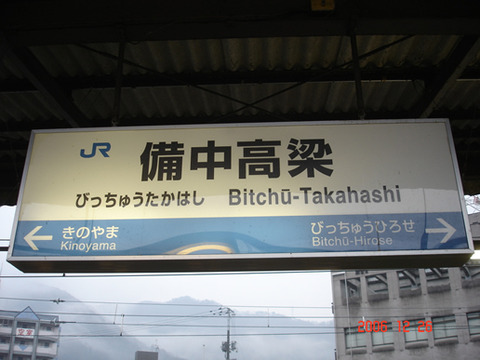 JR 備中高梁
びっちゅうたかはし Bitchū-Takahashi
← きのやま びっちゅうひろせ →
Kinoyama Bitchū-Hirose
2006 12 26